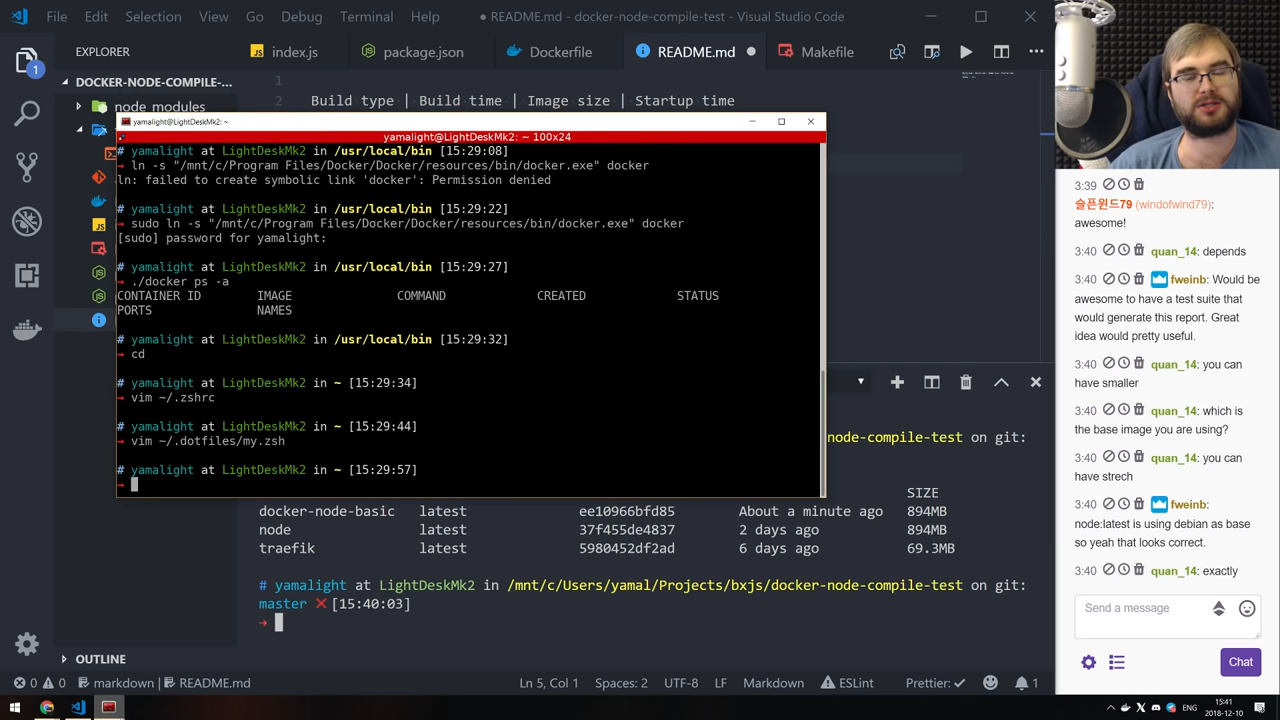 File Edit Selection View Go Debug Terminal Help ● README.md - docker-node-compile-test - Visual Studio Code
EXPLORER
index.js package.json Dockerfile README.md Makefile
1
DOCKER-NODE-COMPILE-...
node_modules
1
2 Build type | Build time | Image size | Startup time
yamalight@LightDeskMk2: ~
yamalight@LightDeskMk2: ~ 100x24
# yamalight at LightDeskMk2 in /usr/local/bin [15:29:08]
→ ln -s "/mnt/c/Program Files/Docker/Docker/resources/bin/docker.exe" docker
ln: failed to create symbolic link 'docker': Permission denied
# yamalight at LightDeskMk2 in /usr/local/bin [15:29:22]
→ sudo ln -s "/mnt/c/Program Files/Docker/Docker/resources/bin/docker.exe" docker
[sudo] password for yamalight:
# yamalight at LightDeskMk2 in /usr/local/bin [15:29:27]
→ ./docker ps -a
CONTAINER ID IMAGE COMMAND CREATED STATUS
PORTS NAMES
# yamalight at LightDeskMk2 in /usr/local/bin [15:29:32]
→ cd
# yamalight at LightDeskMk2 in ~ [15:29:34]
→ vim ~/.zshrc
# yamalight at LightDeskMk2 in ~ [15:29:44]
→ vim ~/.dotfiles/my.zsh
# yamalight at LightDeskMk2 in ~ [15:29:57]
→
node-compile-test on git:
SIZE
docker-node-basic latest ee10966bfd85 About a minute ago 894MB
node latest 37f455de4837 2 days ago 894MB
traefik latest 5980452df2ad 6 days ago 69.3MB
# yamalight at LightDeskMk2 in /mnt/c/Users/yamal/Projects/bxjs/docker-node-compile-test on git:
master ❌ [15:40:03]
→
OUTLINE
0 0 markdown README.md Ln 5, Col 1 Spaces: 2 UTF-8 LF Markdown ESLint Prettier: ✓ 1
3:39
슬픈윈드79 (windofwind79):
awesome!
3:40 quan_14: depends
3:40 fweinb: Would be
awesome to have a test suite that
would generate this report. Great
idea would pretty useful.
3:40 quan_14: you can
have smaller
3:40 quan_14: which is
the base image you are using?
3:40 quan_14: you can
have strech
3:40 fweinb:
node:latest is using debian as base
so yeah that looks correct.
3:40 quan_14: exactly
Send a message
Chat
ENG 15:41
2018-12-10